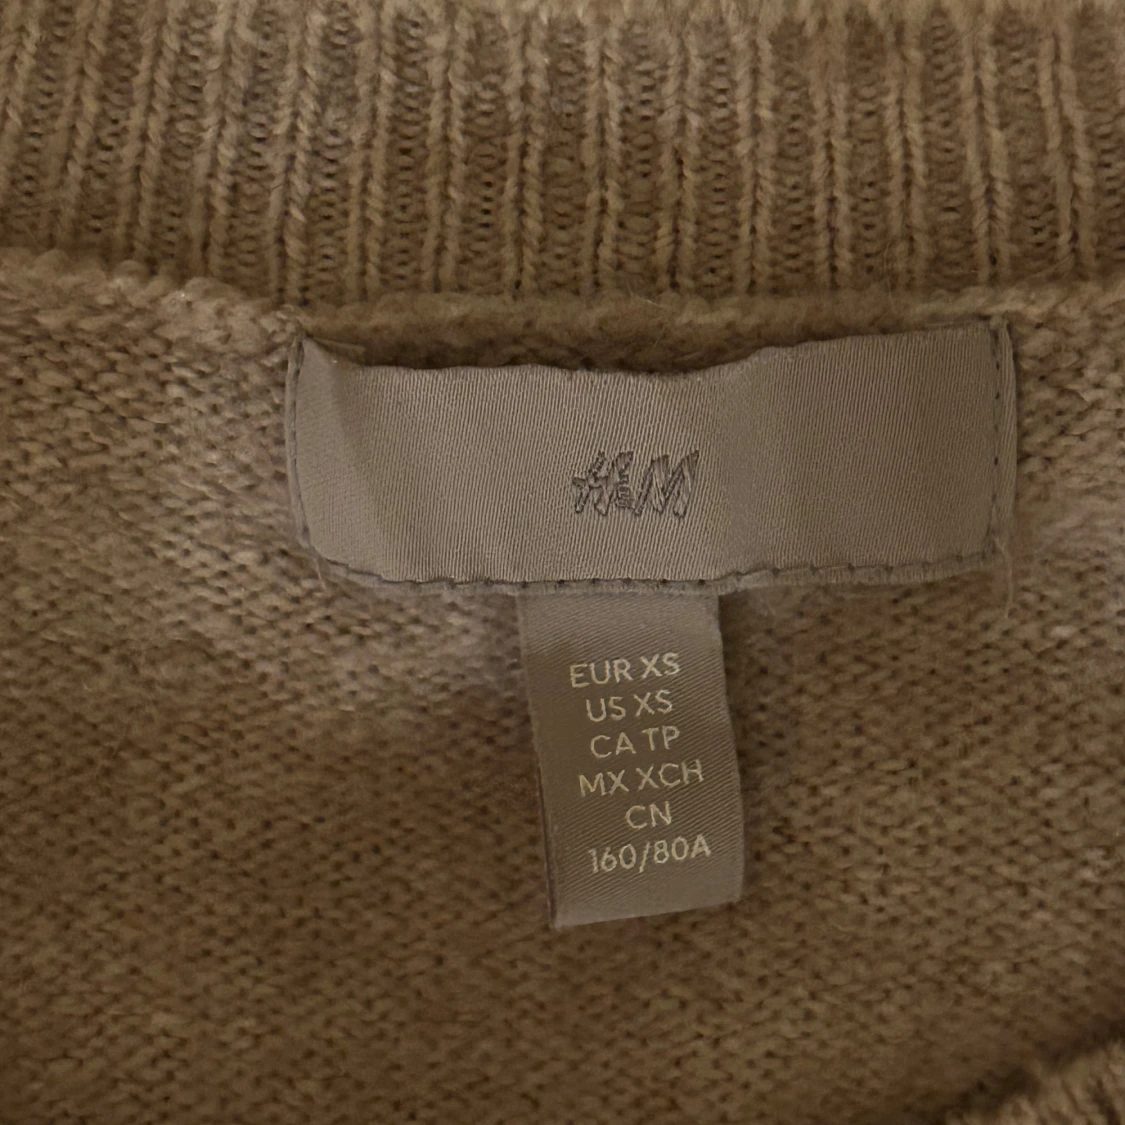 H&M
EUR XS
US XS
CA TP
MX XCH
CN
160/80A